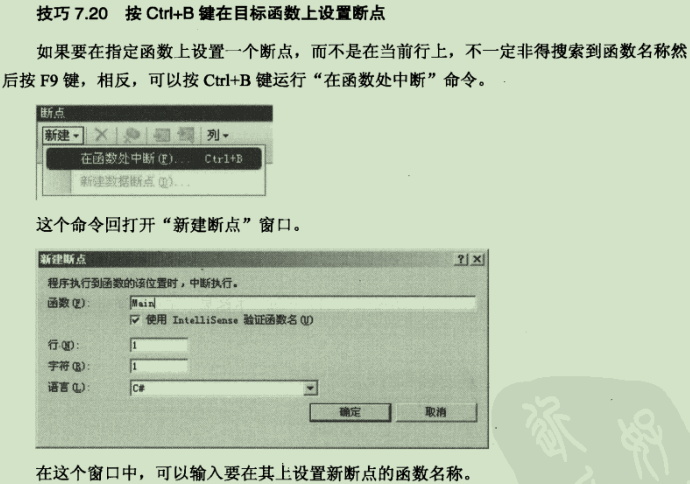 技巧 7.20 按 Ctrl+B 键在目标函数上设置断点
如果要在指定函数上设置一个断点，而不是在当前行上，不一定非得搜索到函数名称然
后按 F9 键，相反，可以按 Ctrl+B 键运行“在函数处中断”命令。
断点
新建 列
在函数处中断(F)... Ctrl+B
新建数据断点(D)...
这个命令回打开“新建断点”窗口。
新建断点
程序执行到函数的该位置时，中断执行。
函数(F): Main
使用 IntelliSense 验证函数名(U)
行(N): 1
字符(R): 1
语言(L): C#
确定 取消
在这个窗口中，可以输入要在其上设置新断点的函数名称。